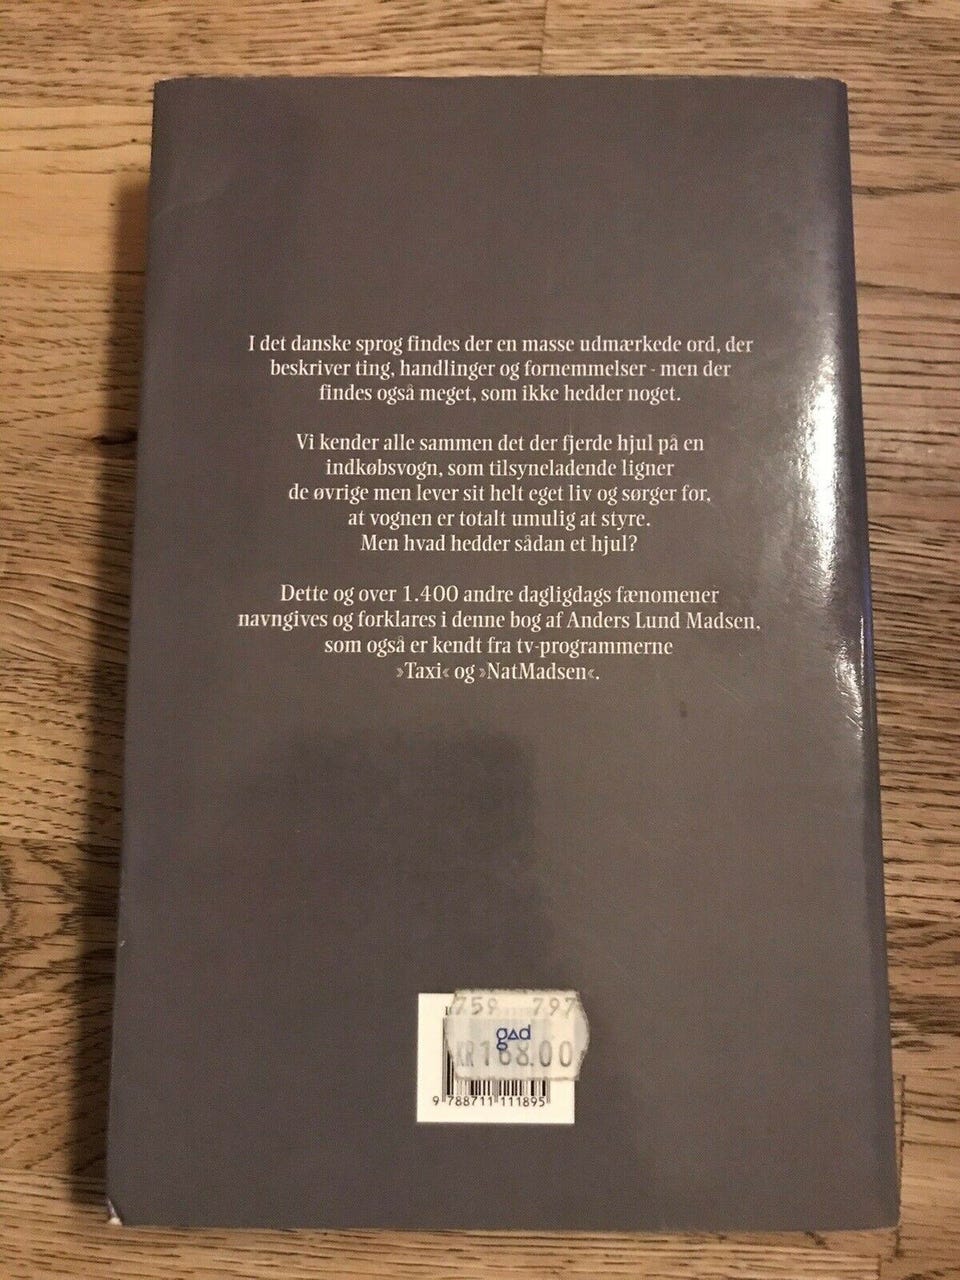 I det danske sprog findes der en masse udmærkede ord, der
beskriver ting, handlinger og fornemmelser - men der
findes også meget, som ikke hedder noget.
Vi kender alle sammen det der fjerde hjul på en
indkøbsvogn, som tilsyneladende ligner
de øvrige men lever sit helt eget liv og sørger for,
at vognen er totalt umulig at styre.
Men hvad hedder sådan et hjul?
Dette og over 1.400 andre dagligdags fænomener
navngives og forklares i denne bog af Anders Lund Madsen,
som også er kendt fra tv-programmerne
»Taxi« og »NatMadsen«.
759 797
gad
KR168.00
9 788711 111895